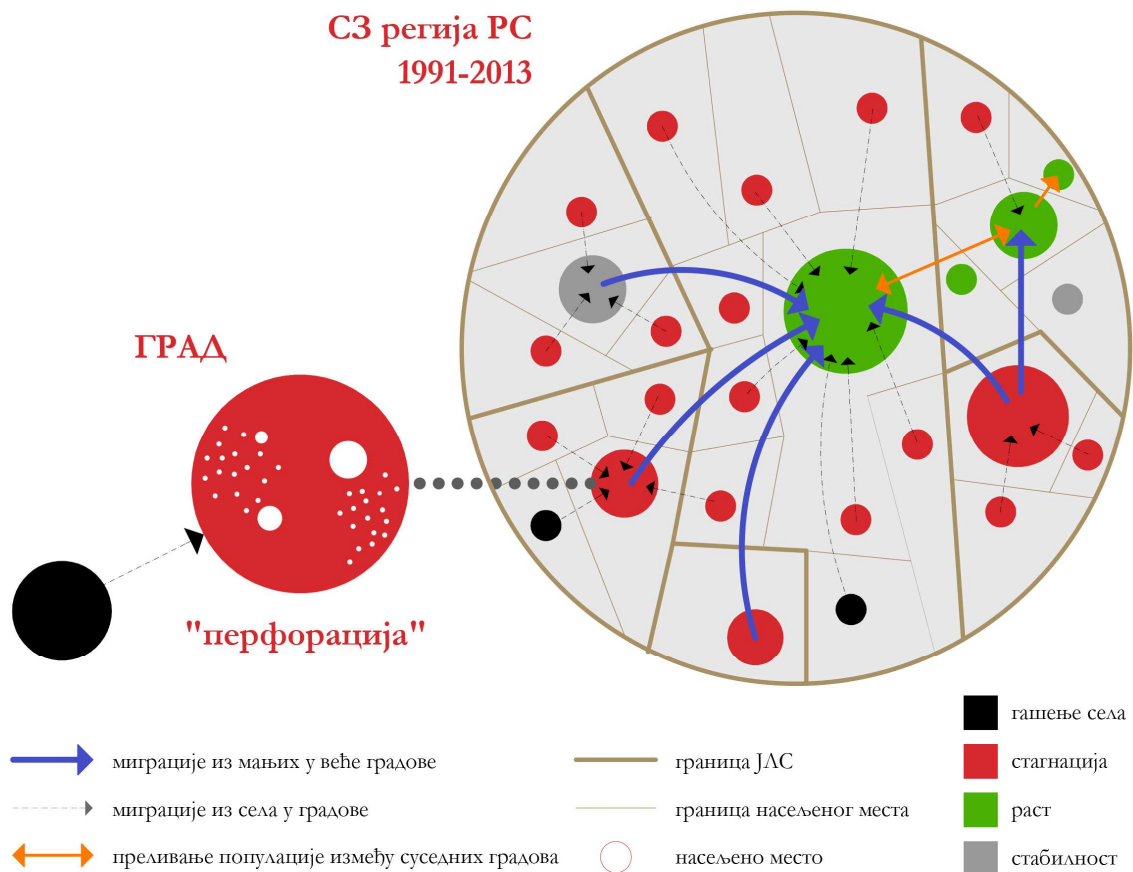 СЗ регија РС
1991-2013
ГРАД
"перфорација"
миграције из мањих у веће градове
миграције из села у градове
преливање популације између суседних градова
граница ЈЛС
граница насељеног места
насељено место
гашење села
стагнација
раст
стабилност